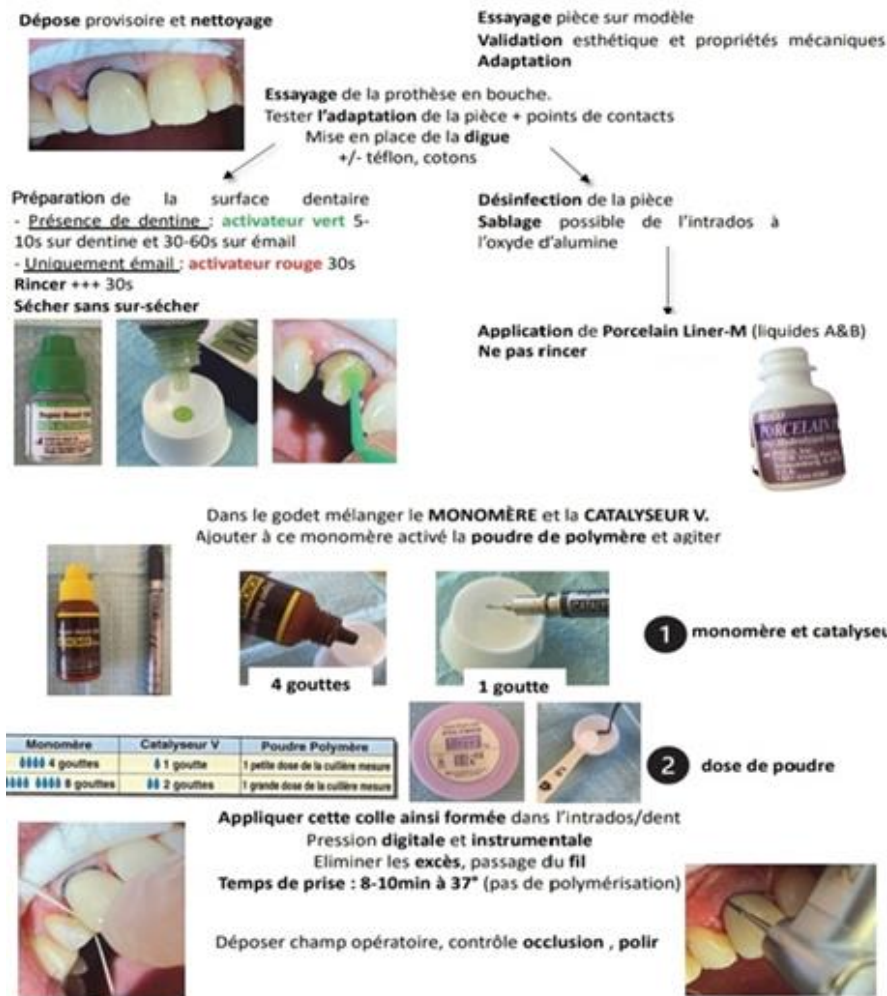 Dépose provisoire et nettoyage
Essayage pièce sur modèle
Validation esthétique et propriétés mécaniques
Adaptation
Essayage de la prothèse en bouche.
Tester l'adaptation de la pièce + points de contacts
Mise en place de la digue
+/- téflon, cotons
Préparation de la surface dentaire
- Présence de dentine : activateur vert 5-
10s sur dentine et 30-60s sur émail
- Uniquement émail : activateur rouge 30s
Rincer +++ 30s
Sécher sans sur-sécher
Désinfection de la pièce
Sablage possible de l'intrados à
l'oxyde d'alumine
Application de Porcelain Liner-M (liquides A&B)
Ne pas rincer
PORCELAIN
Dans le godet mélanger le MONOMÈRE et la CATALYSEUR V.
Ajouter à ce monomère activé la poudre de polymère et agiter
4 gouttes
1 goutte
1 monomère et catalyseu
Monomère Catalyseur V Poudre Polymère
4 gouttes 1 goutte 1 petite dose de la cuillère mesure
8 gouttes 2 gouttes 1 grande dose de la cuillère mesure
2 dose de poudre
Appliquer cette colle ainsi formée dans l'intrados/dent
Pression digitale et instrumentale
Eliminer les excès, passage du fil
Temps de prise : 8-10min à 37° (pas de polymérisation)
Déposer champ opératoire, contrôle occlusion , polir